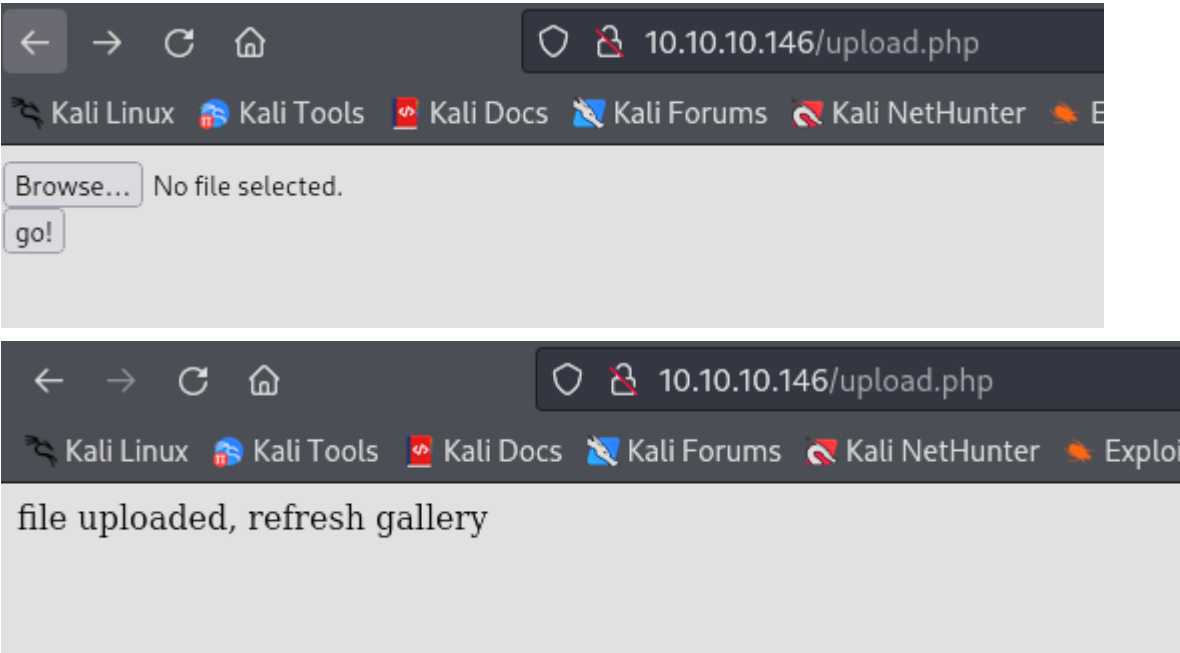 10.10.10.146/upload.php
Kali Linux Kali Tools Kali Docs Kali Forums Kali NetHunter E
Browse... No file selected.
go!
10.10.10.146/upload.php
Kali Linux Kali Tools Kali Docs Kali Forums Kali NetHunter Exploi
file uploaded, refresh gallery